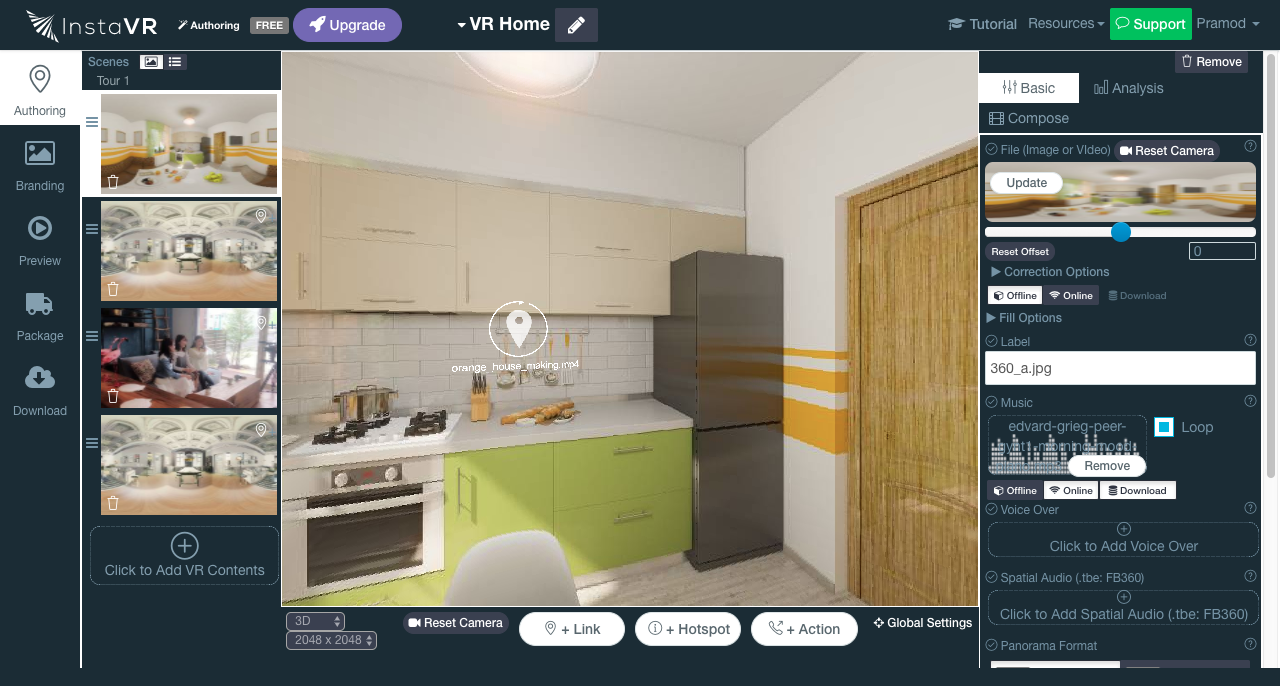 InstaVR
Authoring
FREE
Upgrade
VR Home
Tutorial
Resources
Support
Pramod
Authoring
Branding
Preview
Package
Download
Scenes
Tour 1
Click to Add VR Contents
orange_house_making.mp4
3D
2048 x 2048
Reset Camera
+ Link
+ Hotspot
+ Action
Global Settings
Remove
Basic
Analysis
Compose
File (Image or VIdeo)
Reset Camera
Update
Reset Offset
0
Correction Options
Offline
Online
Download
Fill Options
Label
360_a.jpg
Music
edvard-grieg-peer-
Loop
Remove
Offline
Online
Download
Voice Over
Click to Add Voice Over
Spatial Audio (.tbe: FB360)
Click to Add Spatial Audio (.tbe: FB360)
Panorama Format